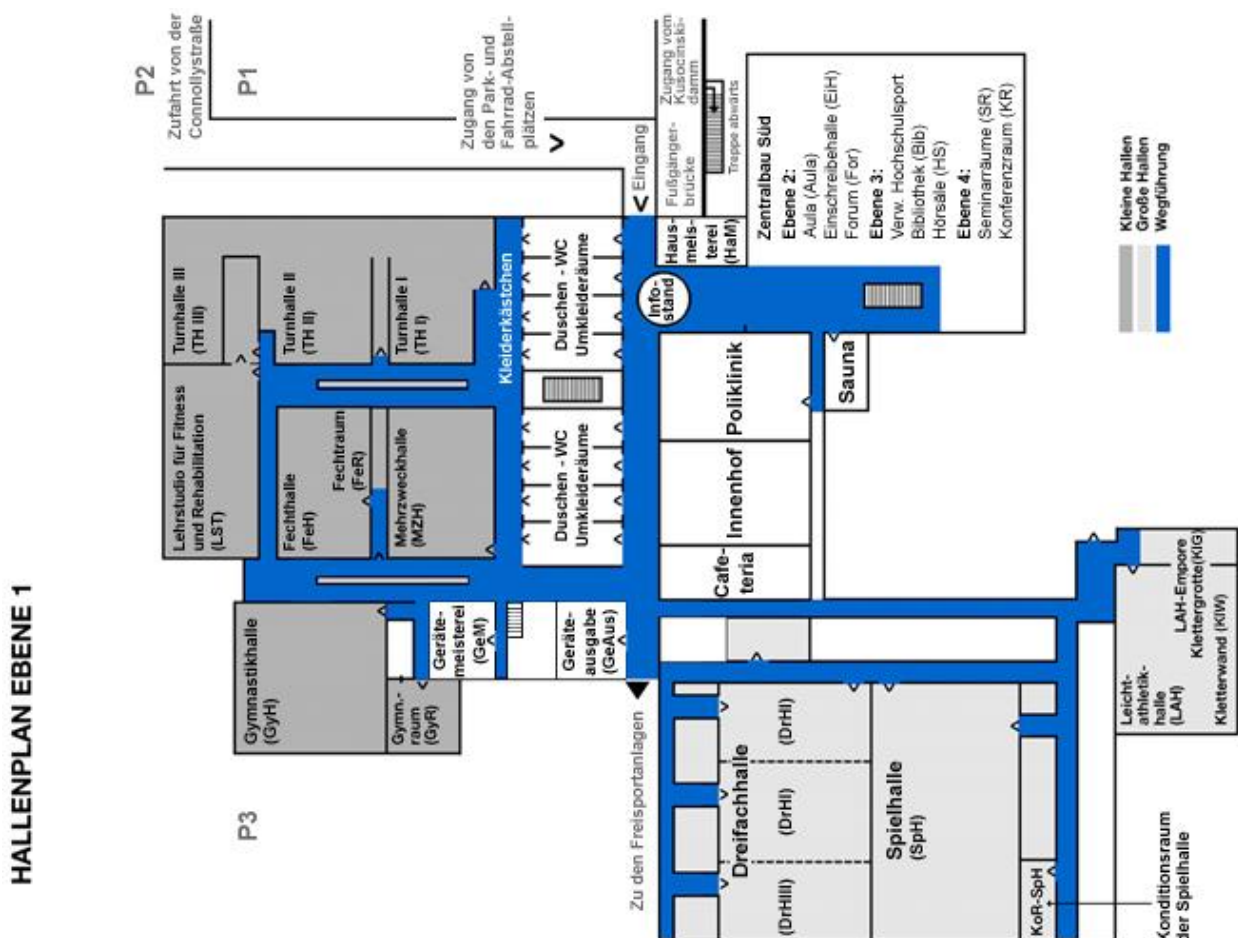 HALLENPLAN EBENE 1
P2
Zufahrt von der
Connollystraße
P1
Zugang von
den Park- und
Fahrrad-Abstell-
plätzen
Eingang
Fußgänger-
brücke
Zugang vom
Kusocinski-
damm
Treppe abwärts
Turnhalle III
(TH III)
Turnhalle II
(TH II)
Turnhalle I
(TH I)
Kleiderkästchen
Duschen - WC
Umkleideräume
Haus-
meis-
terei
(HaM)
Info-
stand
Zentralbau Süd
Ebene 2:
Aula (Aula)
Einschreibehalle (EiH)
Forum (For)
Ebene 3:
Verw. Hochschulsport
Bibliothek (Bib)
Hörsäle (HS)
Ebene 4:
Seminarräume (SR)
Konferenzraum (KR)
Kleine Hallen
Große Hallen
Wegführung
Lehrstudio für Fitness
und Rehabilitation
(LST)
Fechthalle
(FeH)
Fechtraum
(FeR)
Mehrzweckhalle
(MZH)
Duschen - WC
Umkleideräume
Poliklinik
Innenhof
Cafe-
teria
Sauna
Gymnastikhalle
(GyH)
Gymn.-
raum
(GyR)
Geräte-
meisterei
(GeM)
Geräte-
ausgabe
(GeAus)
P3
Zu den Freisportanlagen
Dreifachhalle
(DrHI)
(DrHI)
(DrHIII)
Spielhalle
(SpH)
KoR-SpH
Konditionsraum
der Spielhalle
Leicht-
athletik-
halle
(LAH)
LAH-Empore
Klettergrotte(KIG)
Kletterwand (KIW)